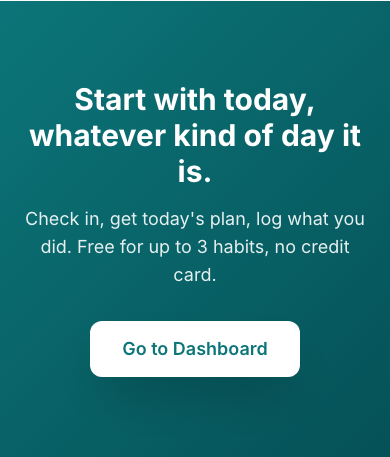 Start with today,
whatever kind of day it
is.
Check in, get today's plan, log what you
did. Free for up to 3 habits, no credit
card.
Go to Dashboard